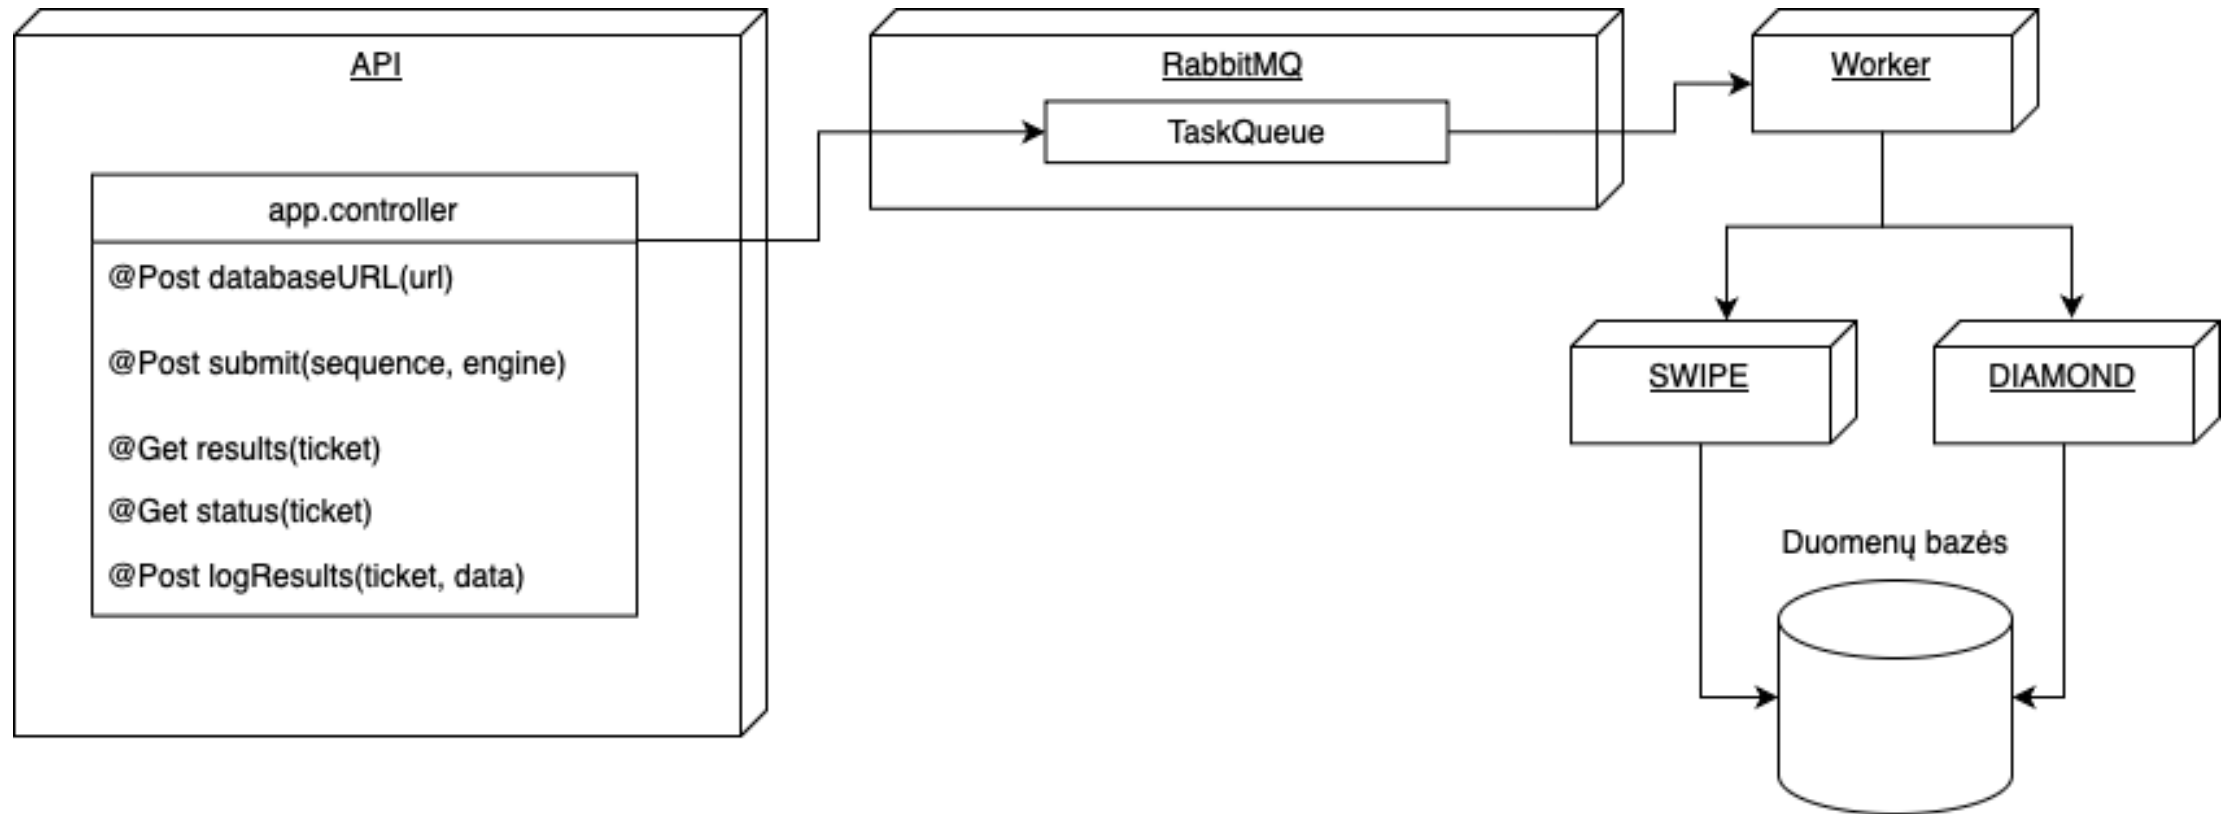 API
app.controller
@Post databaseURL(url)
@Post submit(sequence, engine)
@Get results(ticket)
@Get status(ticket)
@Post logResults(ticket, data)
RabbitMQ
TaskQueue
Worker
SWIPE
DIAMOND
Duomenų bazės